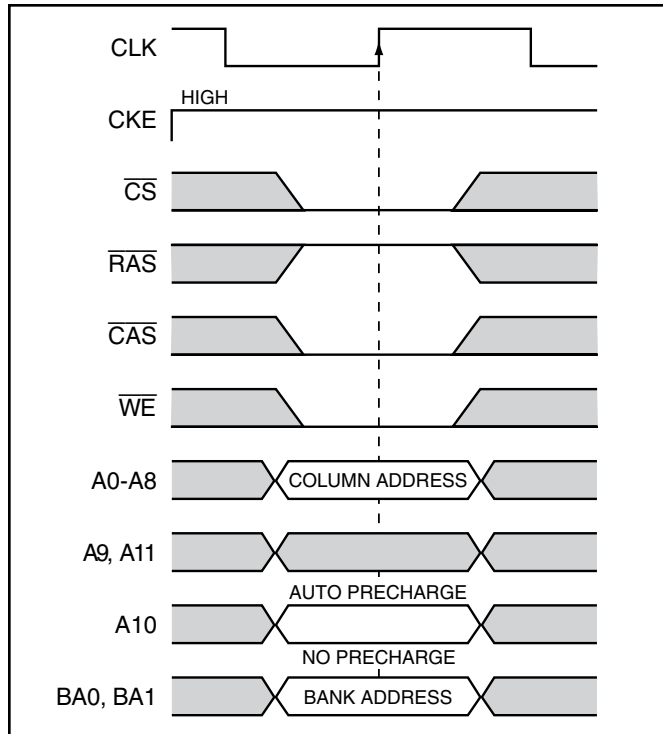 CLK
HIGH
CKE
CS
RAS
CAS
WE
A0-A8 COLUMN ADDRESS
A9, A11
AUTO PRECHARGE
A10
NO PRECHARGE
BA0, BA1 BANK ADDRESS